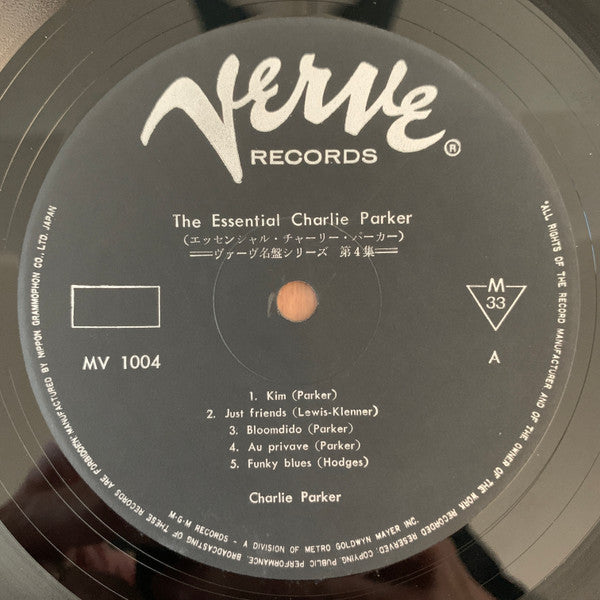 Verve
RECORDS
®
The Essential Charlie Parker
(エッセンシャル・チャーリー・パーカー)
ヴァーヴ名盤シリーズ 第4集
MV 1004
M
33
A
1. Kim (Parker)
2. Just friends (Lewis-Klenner)
3. Bloomdido (Parker)
4. Au privave (Parker)
5. Funky blues (Hodges)
Charlie Parker
"ALL RIGHTS OF THE RECORD MANUFACTURER AND OF THE OWNER OF THE WORK RECORDED RESERVED. COPYING PUBLIC PERFORMANCE. BROADCASTING OF THESE RECORDS ARE FORBIDDEN" MANUFACTURED BY NIPPON GRAMMOPHON CO., LTD. JAPAN
M-G-M RECORDS – A DIVISION OF METRO GOLDWYN MAYER INC.